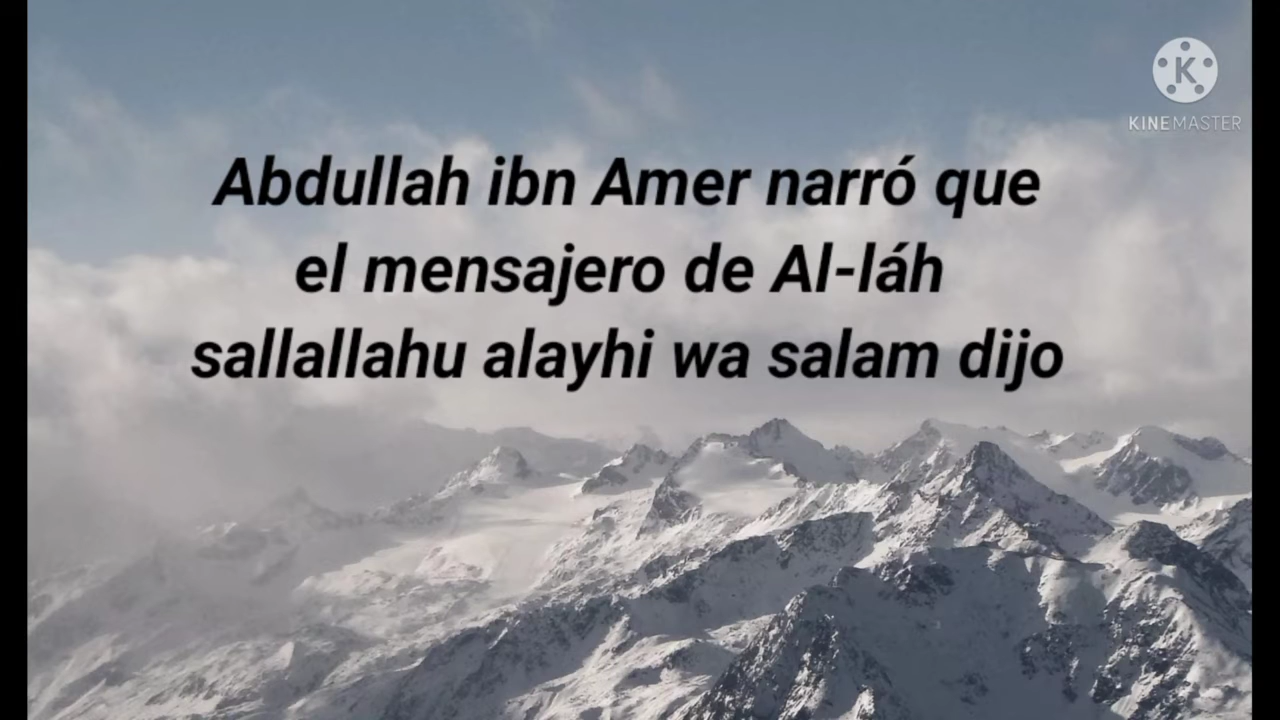 K
KINEMASTER
Abdullah ibn Amer narró que
el mensajero de Al-láh
sallallahu alayhi wa salam dijo